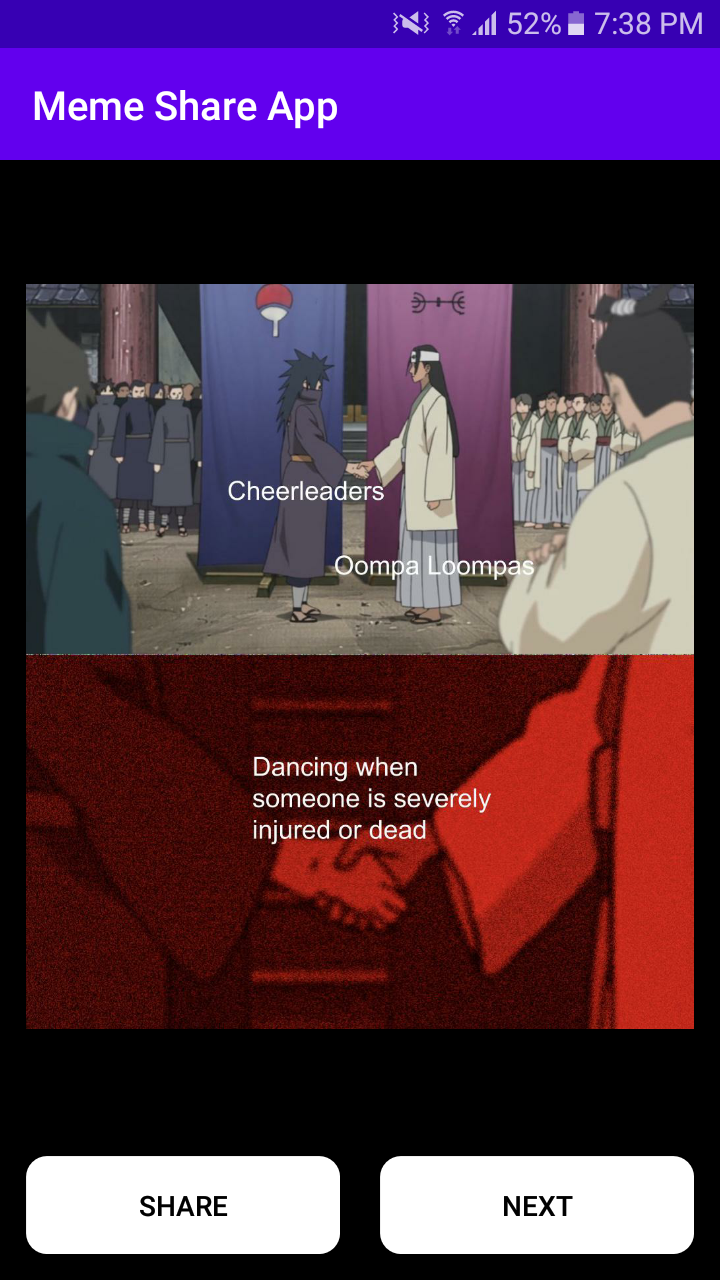 52% 7:38 PM
Meme Share App
Cheerleaders
Oompa Loompas
Dancing when
someone is severely
injured or dead
SHARE
NEXT